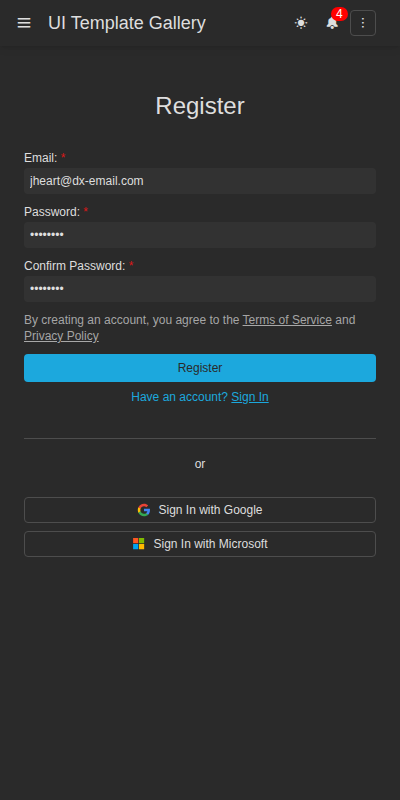 UI Template Gallery
4
Register
Email: *
jheart@dx-email.com
Password: *
••••••••
Confirm Password: *
••••••••
By creating an account, you agree to the Terms of Service and
Privacy Policy
Register
Have an account? Sign In
or
Sign In with Google
Sign In with Microsoft